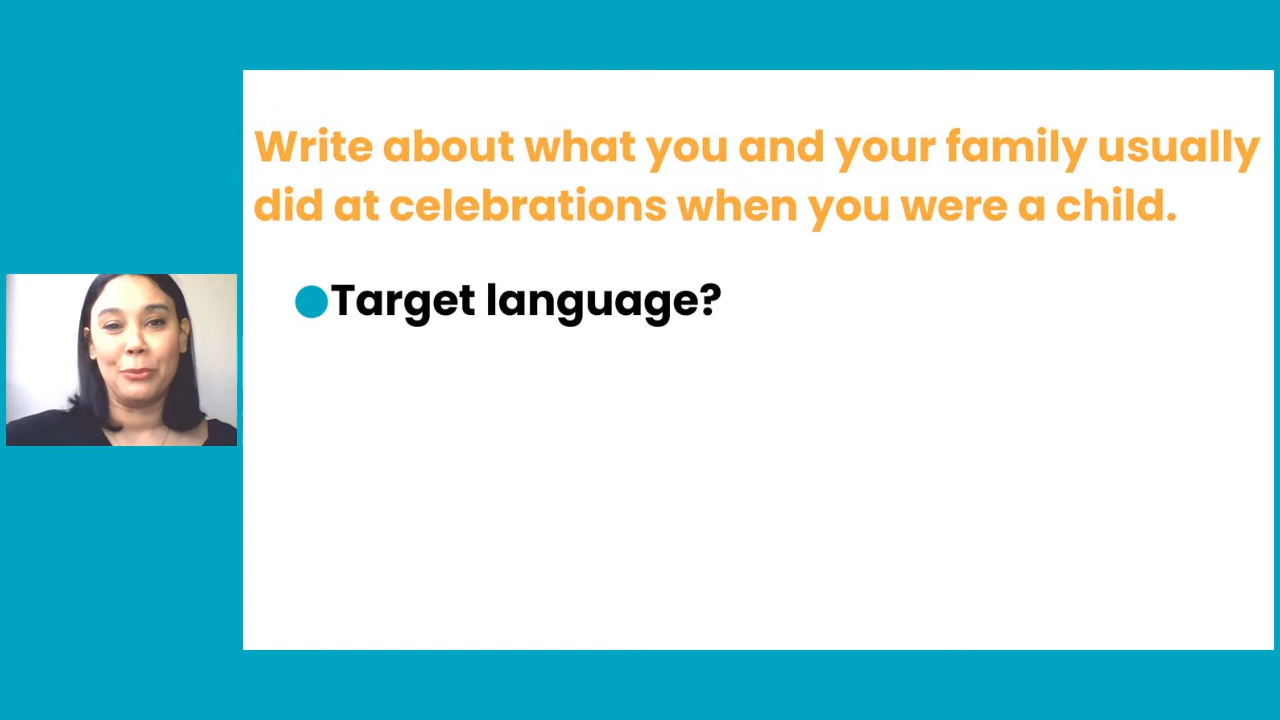 Write about what you and your family usually
did at celebrations when you were a child.
Target language?